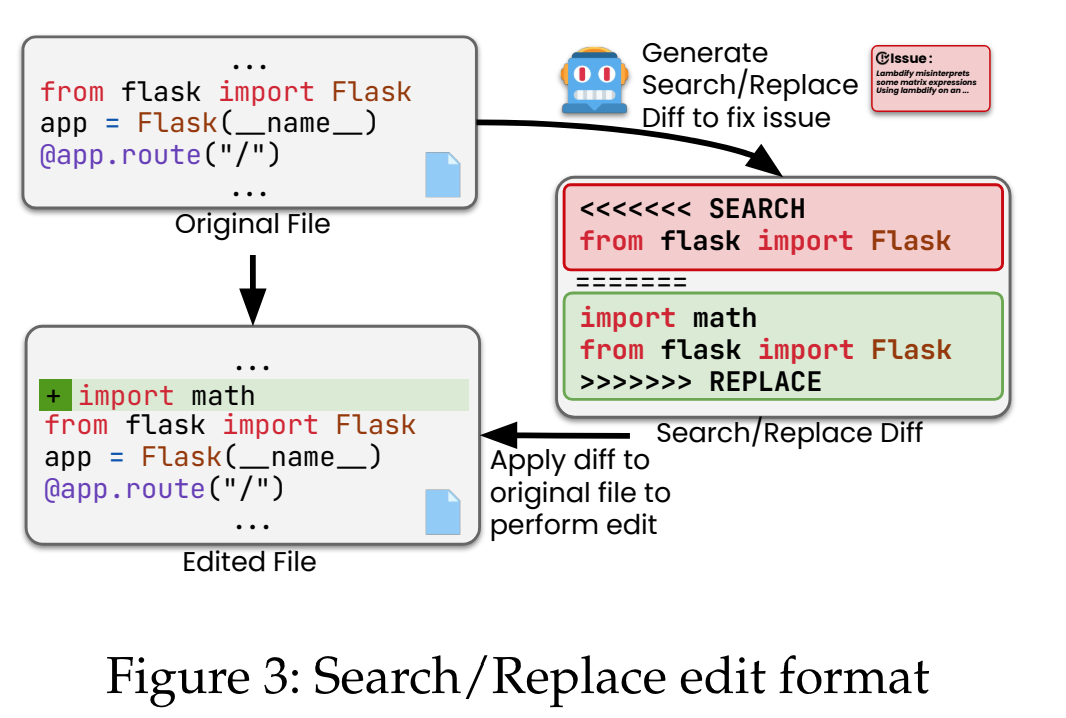 ...
from flask import Flask
app = Flask(__name__)
@app.route("/")
...
Original File
Generate
Search/Replace
Diff to fix issue
Issue:
Lambdify misinterprets
some matrix expressions
Using lambdify on an ...
<<<<<<< SEARCH
from flask import Flask
=======
import math
from flask import Flask
>>>>>>> REPLACE
Search/Replace Diff
Apply diff to
original file to
perform edit
...
+ import math
from flask import Flask
app = Flask(__name__)
@app.route("/")
...
Edited File
Figure 3: Search/Replace edit format